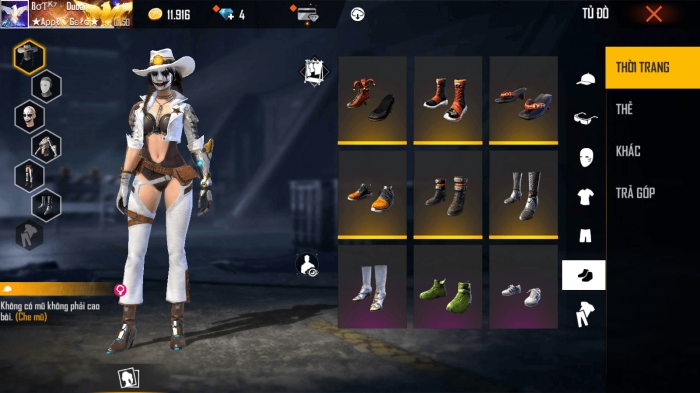 11.916
4
TỦ ĐỒ
THỜI TRANG
THẺ
KHÁC
TRẢ GÓP
Không có mũ không phải cao
bồi. (Che mũ)